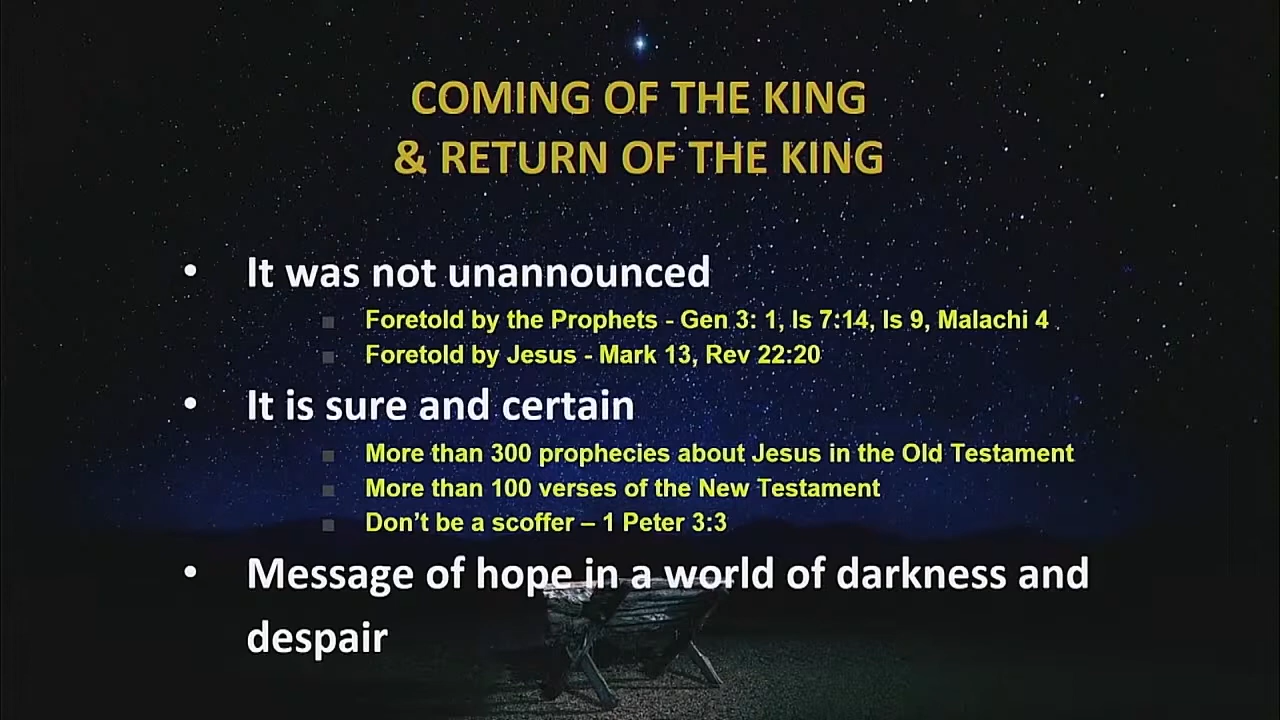 COMING OF THE KING
& RETURN OF THE KING
• It was not unannounced
▪ Foretold by the Prophets - Gen 3: 1, Is 7:14, Is 9, Malachi 4
▪ Foretold by Jesus - Mark 13, Rev 22:20
• It is sure and certain
▪ More than 300 prophecies about Jesus in the Old Testament
▪ More than 100 verses of the New Testament
▪ Don’t be a scoffer – 1 Peter 3:3
• Message of hope in a world of darkness and
despair